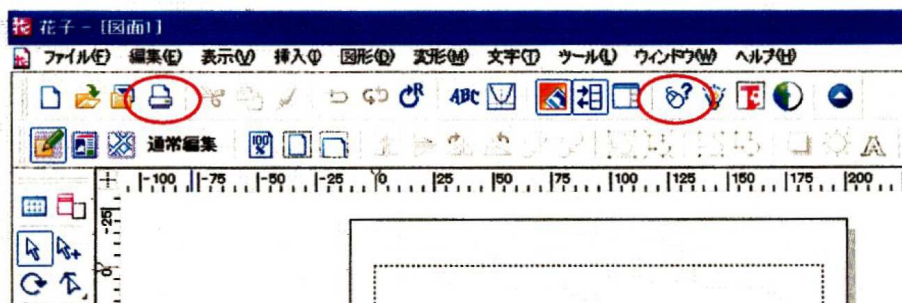 花 花子 - [図面1]
ファイル(F) 編集(E) 表示(V) 挿入(I) 図形(D) 変形(M) 文字(T) ツール(L) ウィンドウ(W) ヘルプ(H)
ABC
通常編集 100%
-100 -75 -50 -25 0 25 50 75 100 125 150 175 200
-25
0